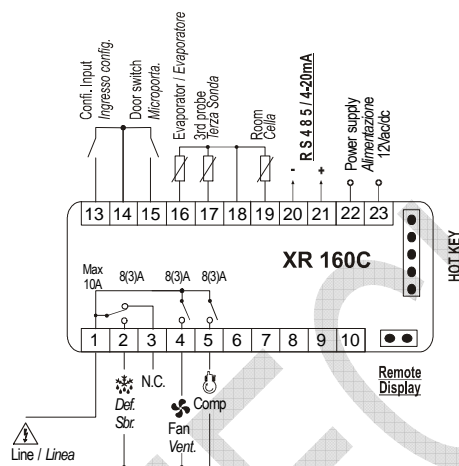 Confi. Input
Ingresso config.
Door switch
Microporta.
Evaporator / Evaporatore
3rd probe
Terza Sonda
Room
Cella
RS485 / 4-20mA
- +
Power supply
Alimentazione
12Vac/dc
13 14 15 16 17 18 19 20 21 22 23
XR 160C
HOT KEY
Max
10A
8(3)A 8(3)A 8(3)A
1 2 3 4 5 6 7 8 9 10
Remote
Display
Def.
Sbr.
N.C.
Fan
Vent.
Comp
Line / Linea